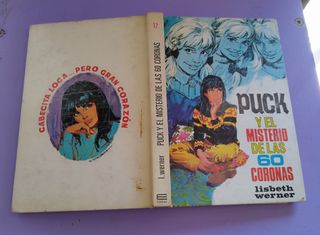 CABECITA LOCA... PERO GRAN CORAZÓN
17
PUCK Y EL MISTERIO DE LAS 60 CORONAS
l. werner
PUCK
Y EL
MISTERIO
DE LAS
60
CORONAS
lisbeth
werner